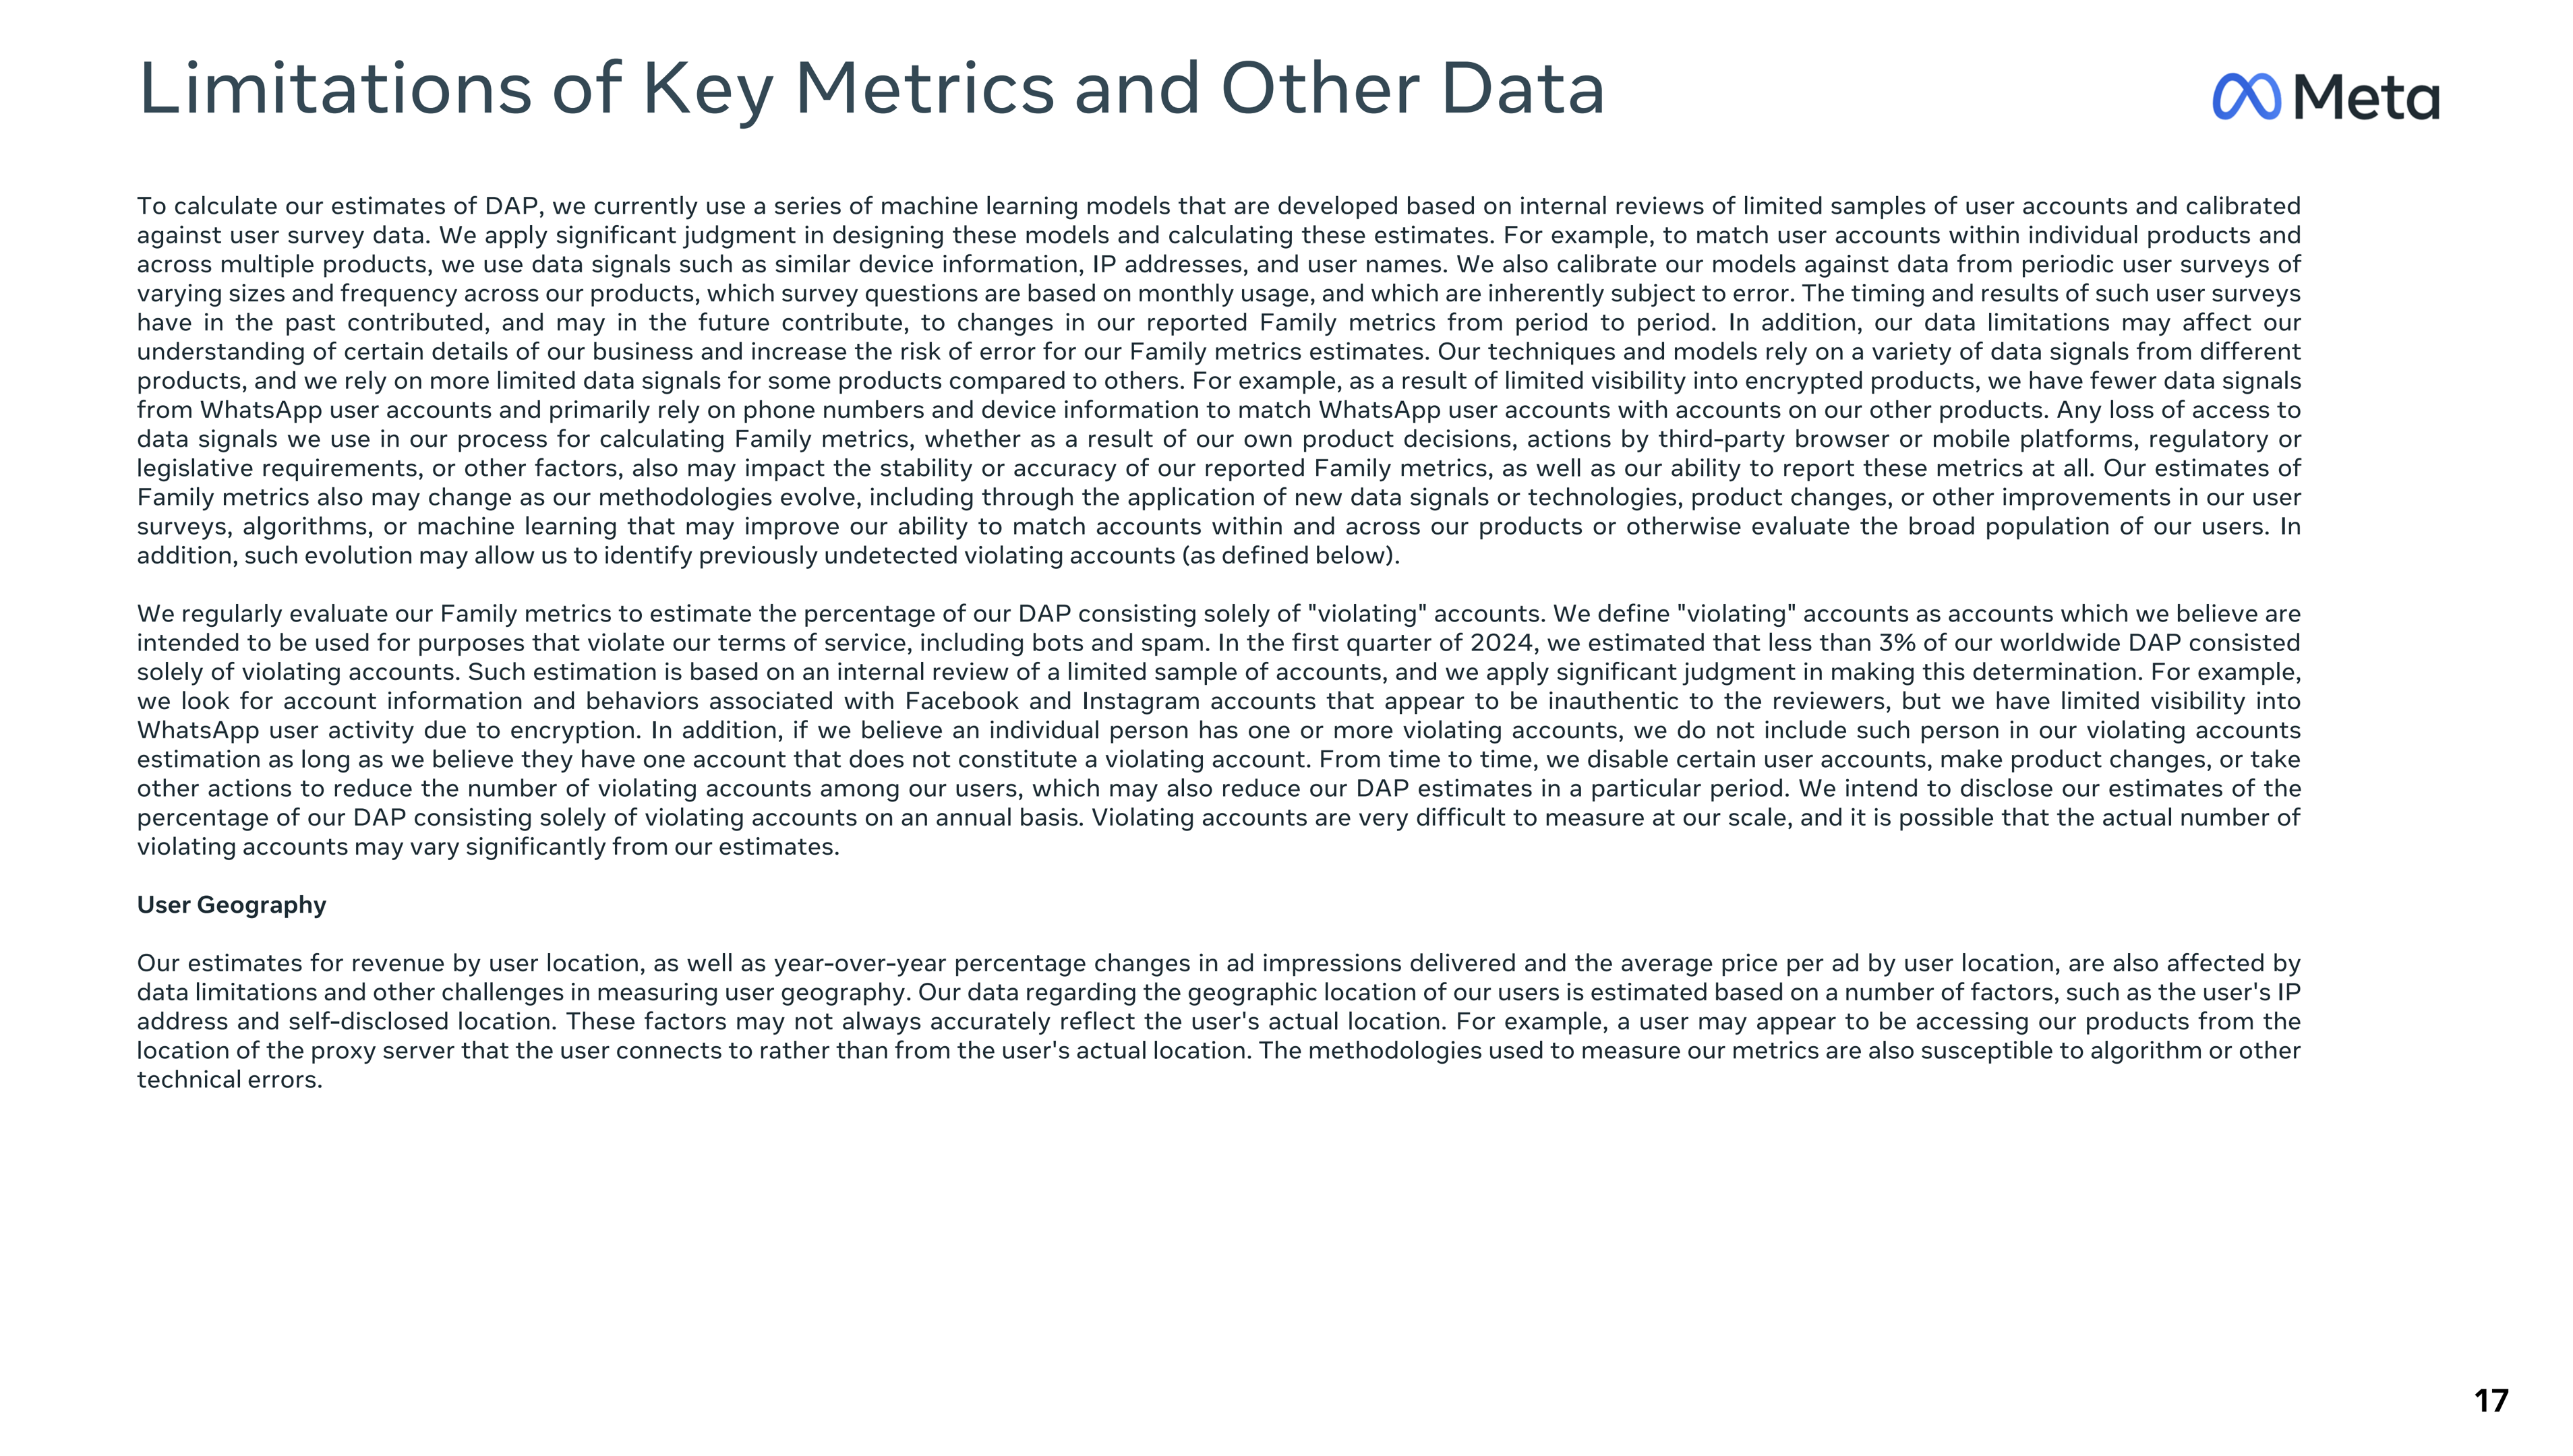 Limitations of Key Metrics and Other Data
Meta
To calculate our estimates of DAP, we currently use a series of machine learning models that are developed based on internal reviews of limited samples of user accounts and calibrated
against user survey data. We apply significant judgment in designing these models and calculating these estimates. For example, to match user accounts within individual products and
across multiple products, we use data signals such as similar device information, IP addresses, and user names. We also calibrate our models against data from periodic user surveys of
varying sizes and frequency across our products, which survey questions are based on monthly usage, and which are inherently subject to error. The timing and results of such user surveys
have in the past contributed, and may in the future contribute, to changes in our reported Family metrics from period to period. In addition, our data limitations may affect our
understanding of certain details of our business and increase the risk of error for our Family metrics estimates. Our techniques and models rely on a variety of data signals from different
products, and we rely on more limited data signals for some products compared to others. For example, as a result of limited visibility into encrypted products, we have fewer data signals
from WhatsApp user accounts and primarily rely on phone numbers and device information to match WhatsApp user accounts with accounts on our other products. Any loss of access to
data signals we use in our process for calculating Family metrics, whether as a result of our own product decisions, actions by third-party browser or mobile platforms, regulatory or
legislative requirements, or other factors, also may impact the stability or accuracy of our reported Family metrics, as well as our ability to report these metrics at all. Our estimates of
Family metrics also may change as our methodologies evolve, including through the application of new data signals or technologies, product changes, or other improvements in our user
surveys, algorithms, or machine learning that may improve our ability to match accounts within and across our products or otherwise evaluate the broad population of our users. In
addition, such evolution may allow us to identify previously undetected violating accounts (as defined below).
We regularly evaluate our Family metrics to estimate the percentage of our DAP consisting solely of "violating" accounts. We define "violating" accounts as accounts which we believe are
intended to be used for purposes that violate our terms of service, including bots and spam. In the first quarter of 2024, we estimated that less than 3% of our worldwide DAP consisted
solely of violating accounts. Such estimation is based on an internal review of a limited sample of accounts, and we apply significant judgment in making this determination. For example,
we look for account information and behaviors associated with Facebook and Instagram accounts that appear to be inauthentic to the reviewers, but we have limited visibility into
WhatsApp user activity due to encryption. In addition, if we believe an individual person has one or more violating accounts, we do not include such person in our violating accounts
estimation as long as we believe they have one account that does not constitute a violating account. From time to time, we disable certain user accounts, make product changes, or take
other actions to reduce the number of violating accounts among our users, which may also reduce our DAP estimates in a particular period. We intend to disclose our estimates of the
percentage of our DAP consisting solely of violating accounts on an annual basis. Violating accounts are very difficult to measure at our scale, and it is possible that the actual number of
violating accounts may vary significantly from our estimates.
User Geography
Our estimates for revenue by user location, as well as year-over-year percentage changes in ad impressions delivered and the average price per ad by user location, are also affected by
data limitations and other challenges in measuring user geography. Our data regarding the geographic location of our users is estimated based on a number of factors, such as the user's IP
address and self-disclosed location. These factors may not always accurately reflect the user's actual location. For example, a user may appear to be accessing our products from the
location of the proxy server that the user connects to rather than from the user's actual location. The methodologies used to measure our metrics are also susceptible to algorithm or other
technical errors.
17